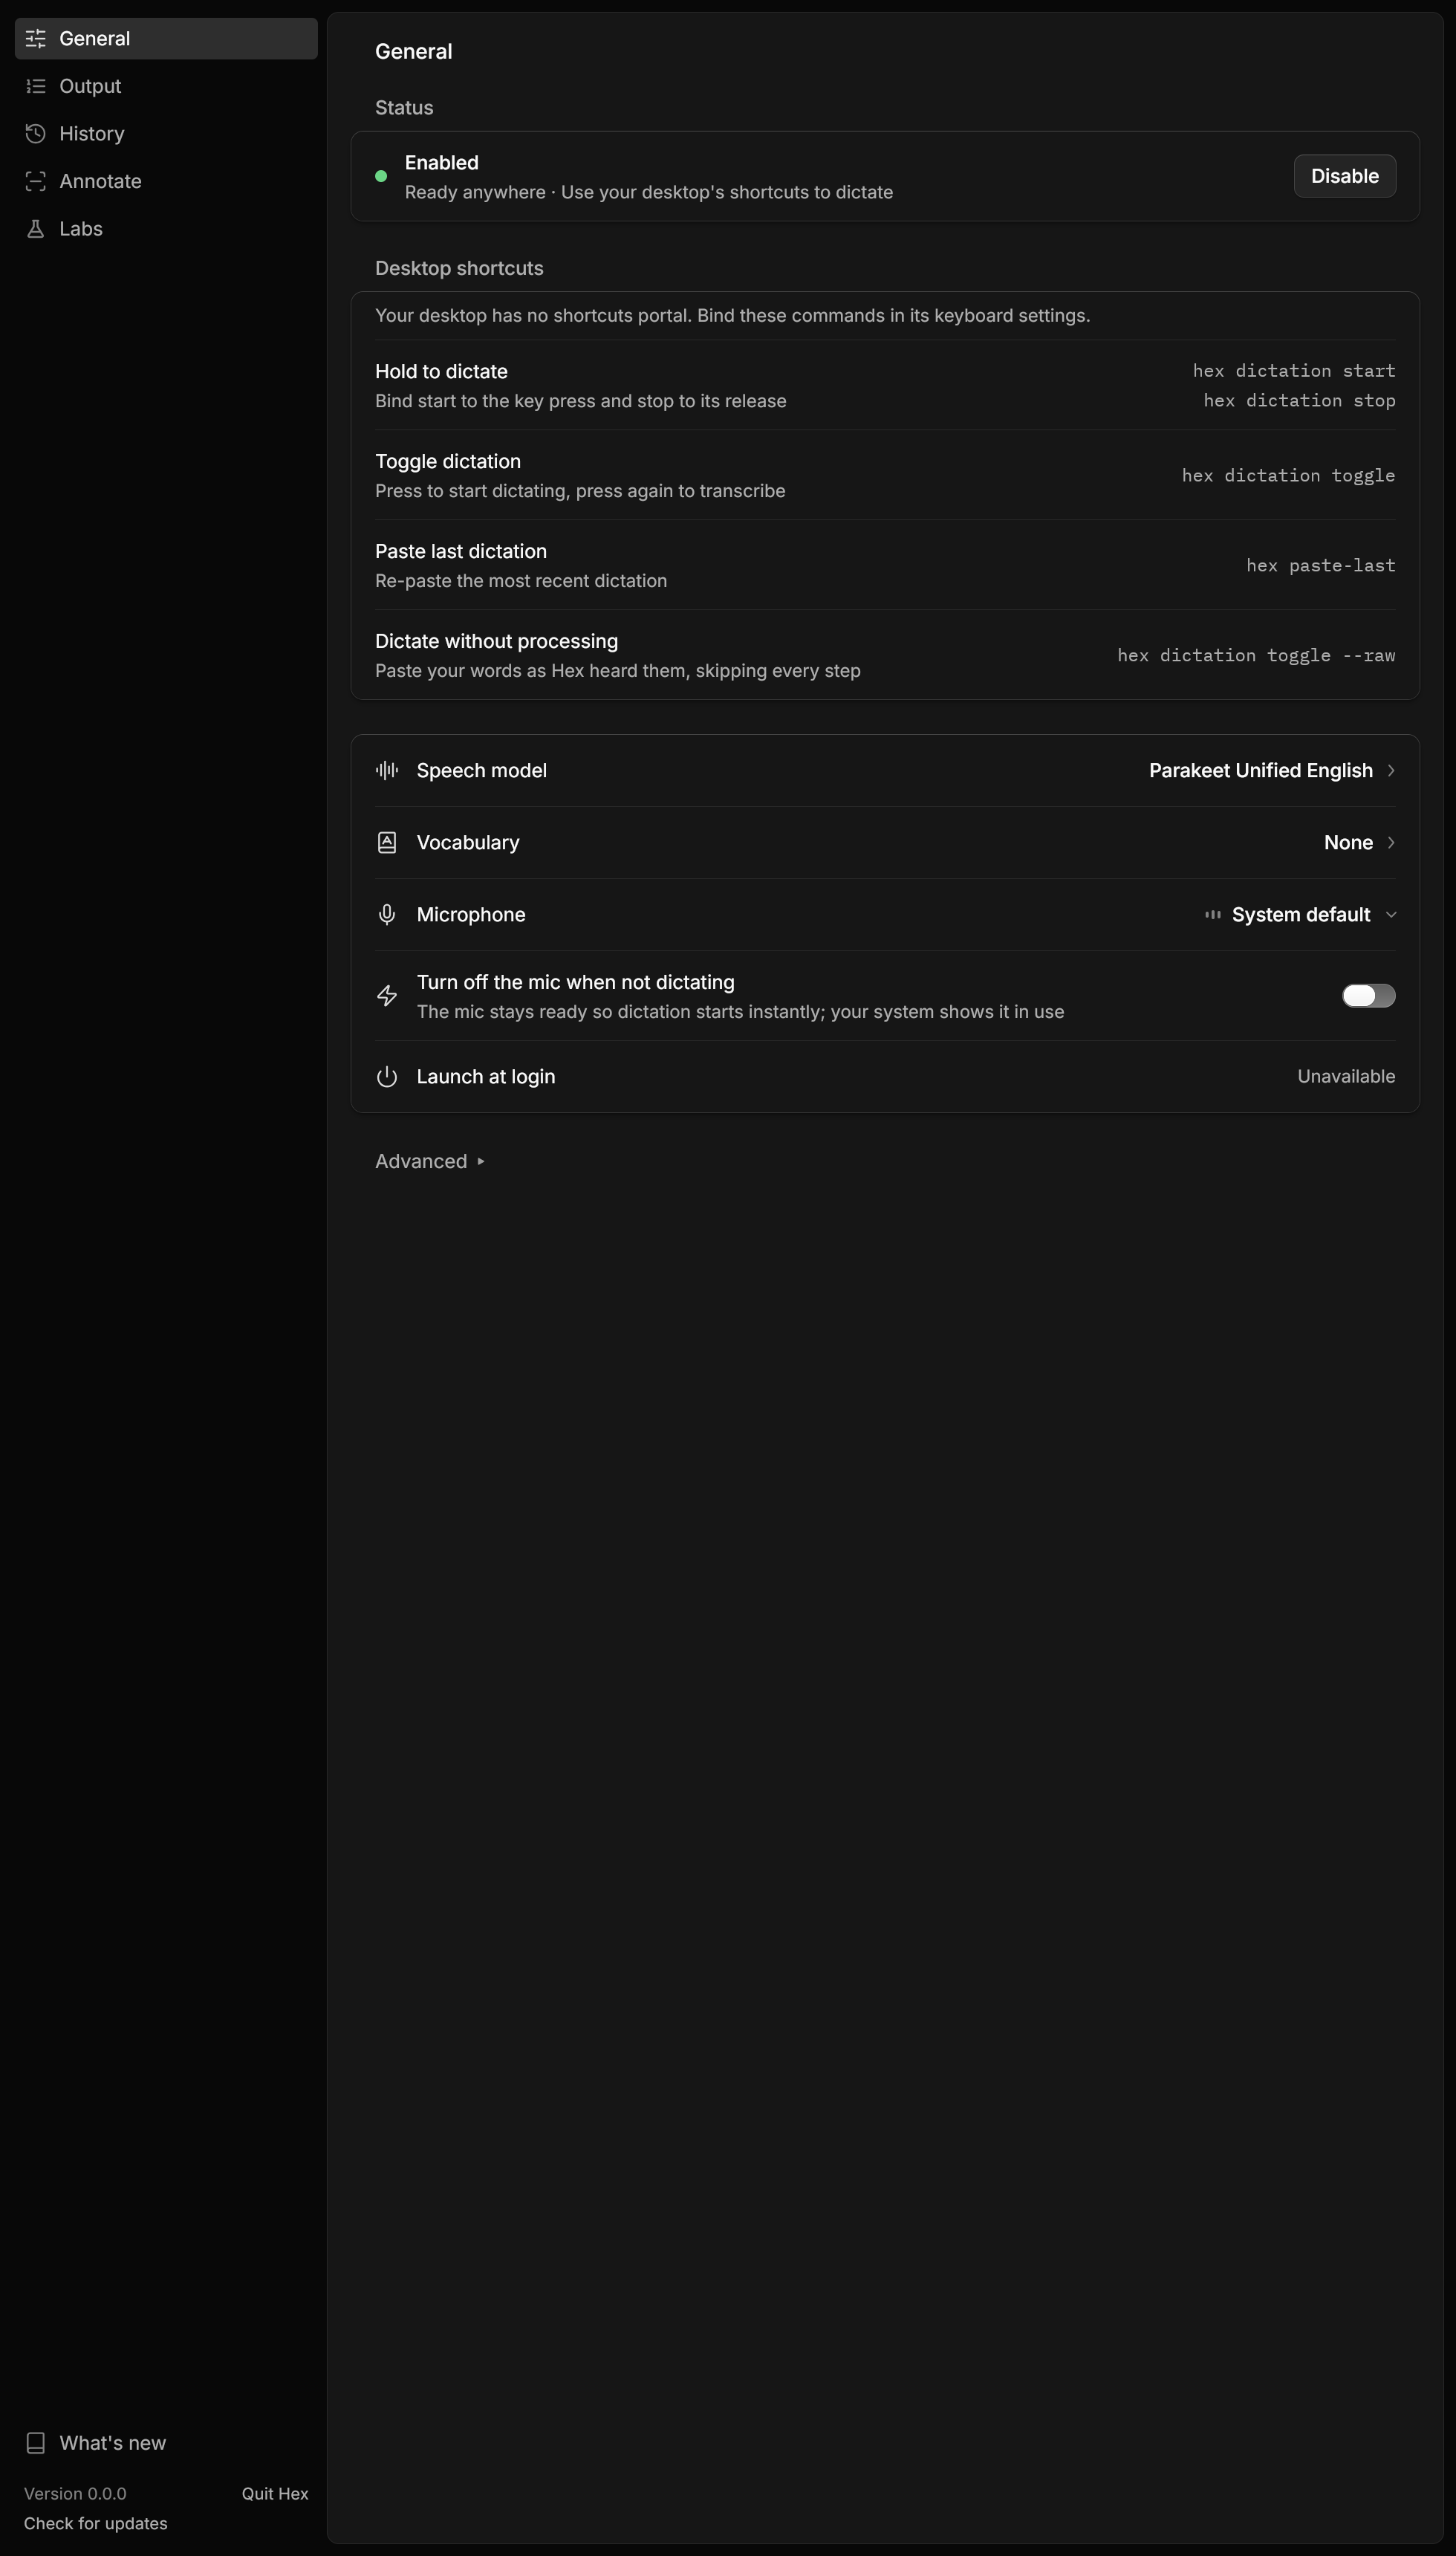 General
Output
History
Annotate
Labs
General
Status
Enabled
Ready anywhere · Use your desktop's shortcuts to dictate
Disable
Desktop shortcuts
Your desktop has no shortcuts portal. Bind these commands in its keyboard settings.
Hold to dictate
Bind start to the key press and stop to its release
hex dictation start
hex dictation stop
Toggle dictation
Press to start dictating, press again to transcribe
hex dictation toggle
Paste last dictation
Re-paste the most recent dictation
hex paste-last
Dictate without processing
Paste your words as Hex heard them, skipping every step
hex dictation toggle --raw
Speech model
Parakeet Unified English
Vocabulary
None
Microphone
System default
Turn off the mic when not dictating
The mic stays ready so dictation starts instantly; your system shows it in use
Launch at login
Unavailable
Advanced
What's new
Version 0.0.0
Quit Hex
Check for updates